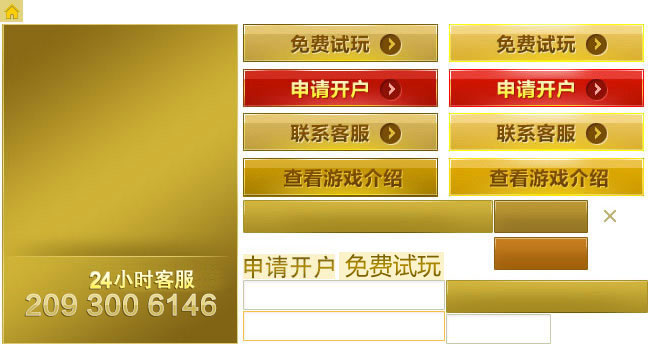 免费试玩
免费试玩
申请开户
申请开户
联系客服
联系客服
查看游戏介绍
查看游戏介绍
申请开户
免费试玩
24小时客服
209 300 6146